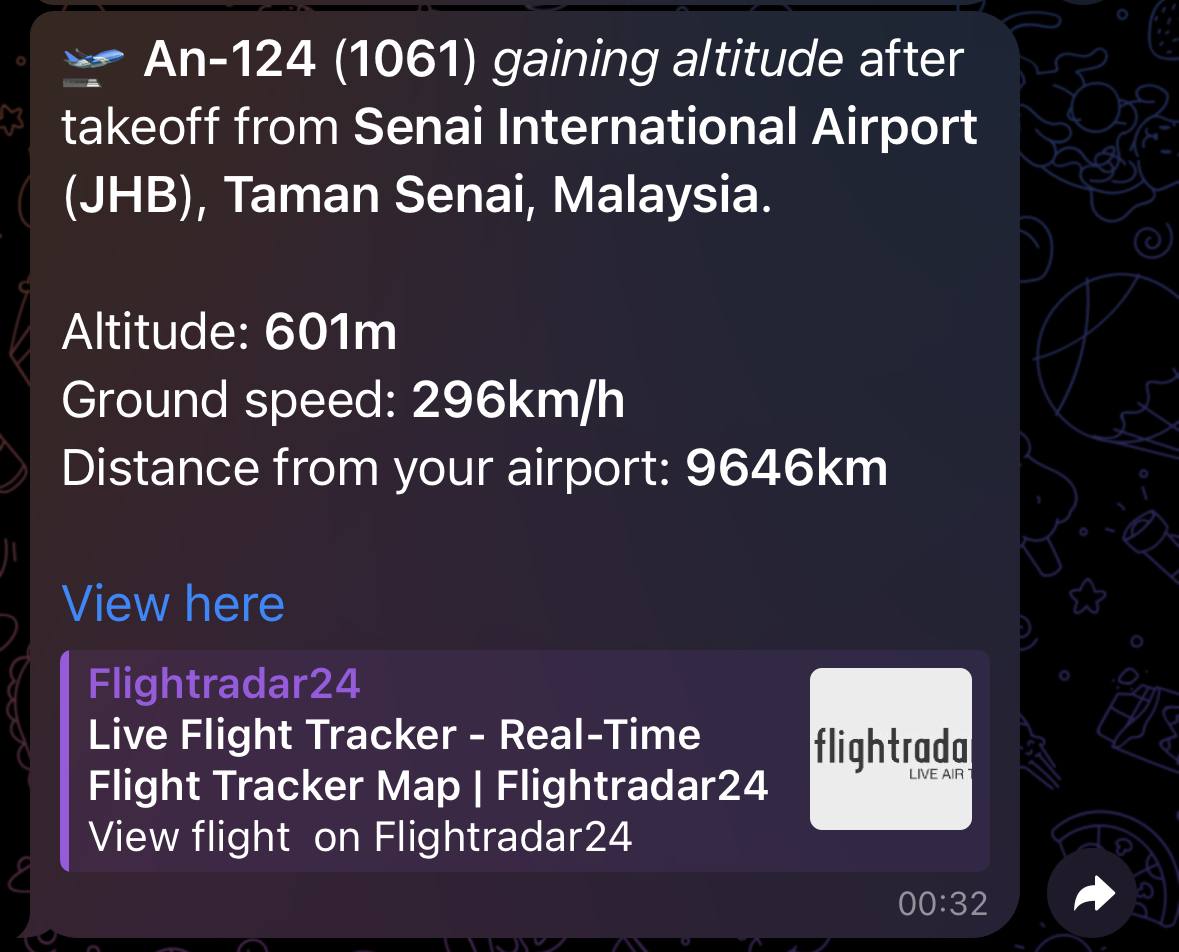 🛫 An-124 (1061) gaining altitude after
takeoff from Senai International Airport
(JHB), Taman Senai, Malaysia.
Altitude: 601m
Ground speed: 296km/h
Distance from your airport: 9646km
View here
Flightradar24
Live Flight Tracker - Real-Time
Flight Tracker Map | Flightradar24
View flight  on Flightradar24
flightrada
LIVE AIR T
00:32